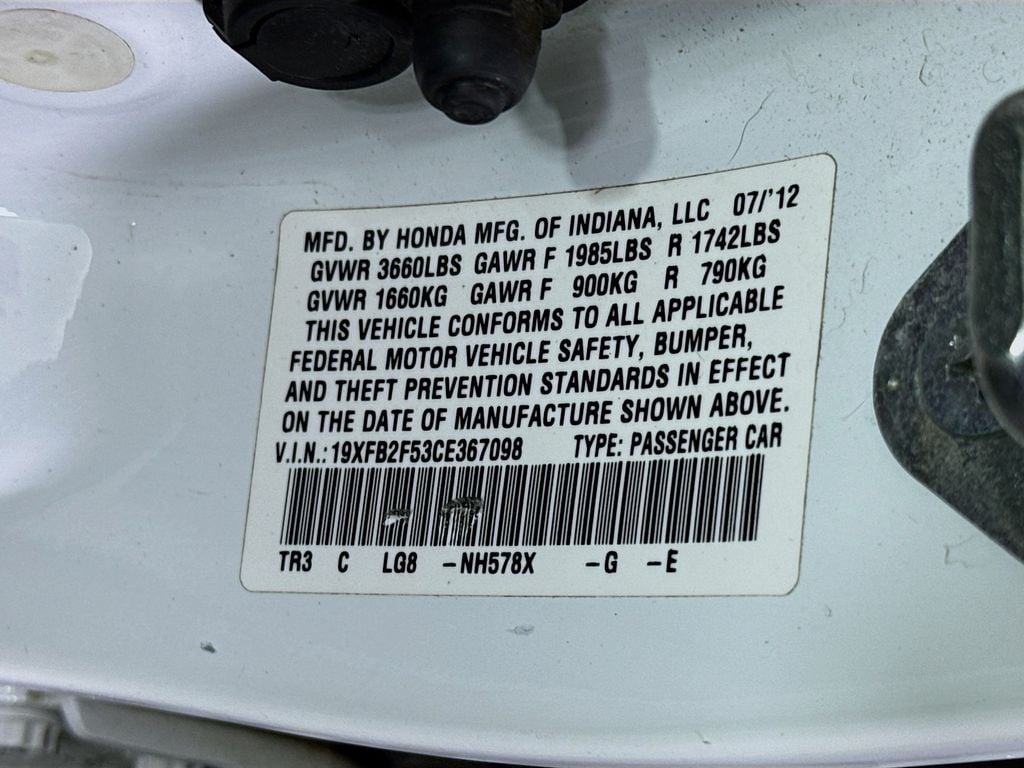 MFD. BY HONDA MFG. OF INDIANA, LLC 07/'12
GVWR 3660LBS GAWR F 1985LBS R 1742LBS
GVWR 1660KG GAWR F 900KG R 790KG
THIS VEHICLE CONFORMS TO ALL APPLICABLE
FEDERAL MOTOR VEHICLE SAFETY, BUMPER,
AND THEFT PREVENTION STANDARDS IN EFFECT
ON THE DATE OF MANUFACTURE SHOWN ABOVE.
V.I.N.: 19XFB2F53CE367098 TYPE: PASSENGER CAR
TR3 C LG8 -NH578X -G -E